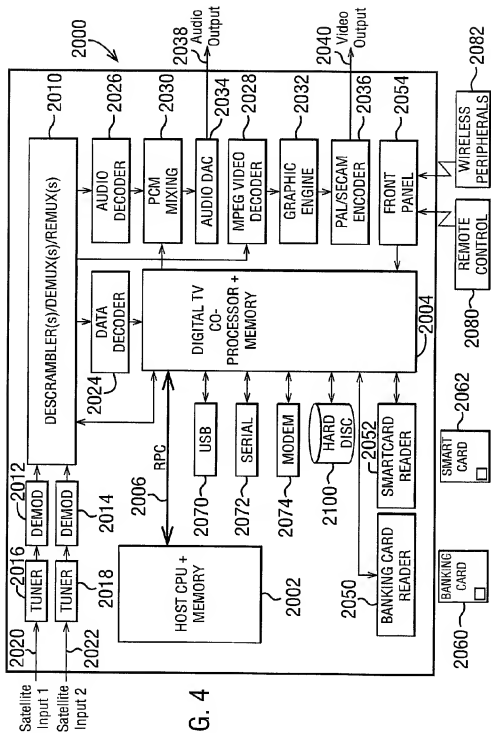 2000
2010
2026
2030
2038
Audio
Output
2034
2028
2032
2040
Video
Output
2036
2054
2082
DESCRAMBLER(s)/DEMUX(s)/REMUX(s)
AUDIO
DECODER
PCM
MIXING
AUDIO DAC
MPEG VIDEO
DECODER
GRAPHIC
ENGINE
PAL/SECAM
ENCODER
FRONT
PANEL
WIRELESS
PERIPHERALS
REMOTE
CONTROL
2080
DATA
DECODER
2024
DIGITAL TV
CO-
PROCESSOR +
MEMORY
2004
2012
DEMOD
DEMOD
2014
2016
TUNER
TUNER
2018
2020
2022
Satellite
Input 1
Satellite
Input 2
RPC
2006
HOST CPU +
MEMORY
2002
USB
2070
SERIAL
2072
MODEM
2074
HARD
DISC
2100
2052
SMARTCARD
READER
2050
BANKING CARD
READER
2062
SMART
CARD
BANKING
CARD
2060
G. 4